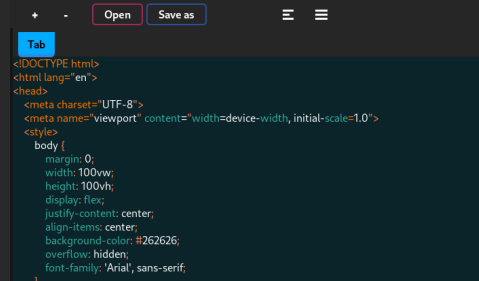 + - Open Save as
Tab
<!DOCTYPE html>
<html lang="en">
<head>
<meta charset="UTF-8">
<meta name="viewport" content="width=device-width, initial-scale=1.0">
<style>
body {
margin: 0;
width: 100vw;
height: 100vh;
display: flex;
justify-content: center;
align-items: center;
background-color: #262626;
overflow: hidden;
font-family: 'Arial', sans-serif;
}